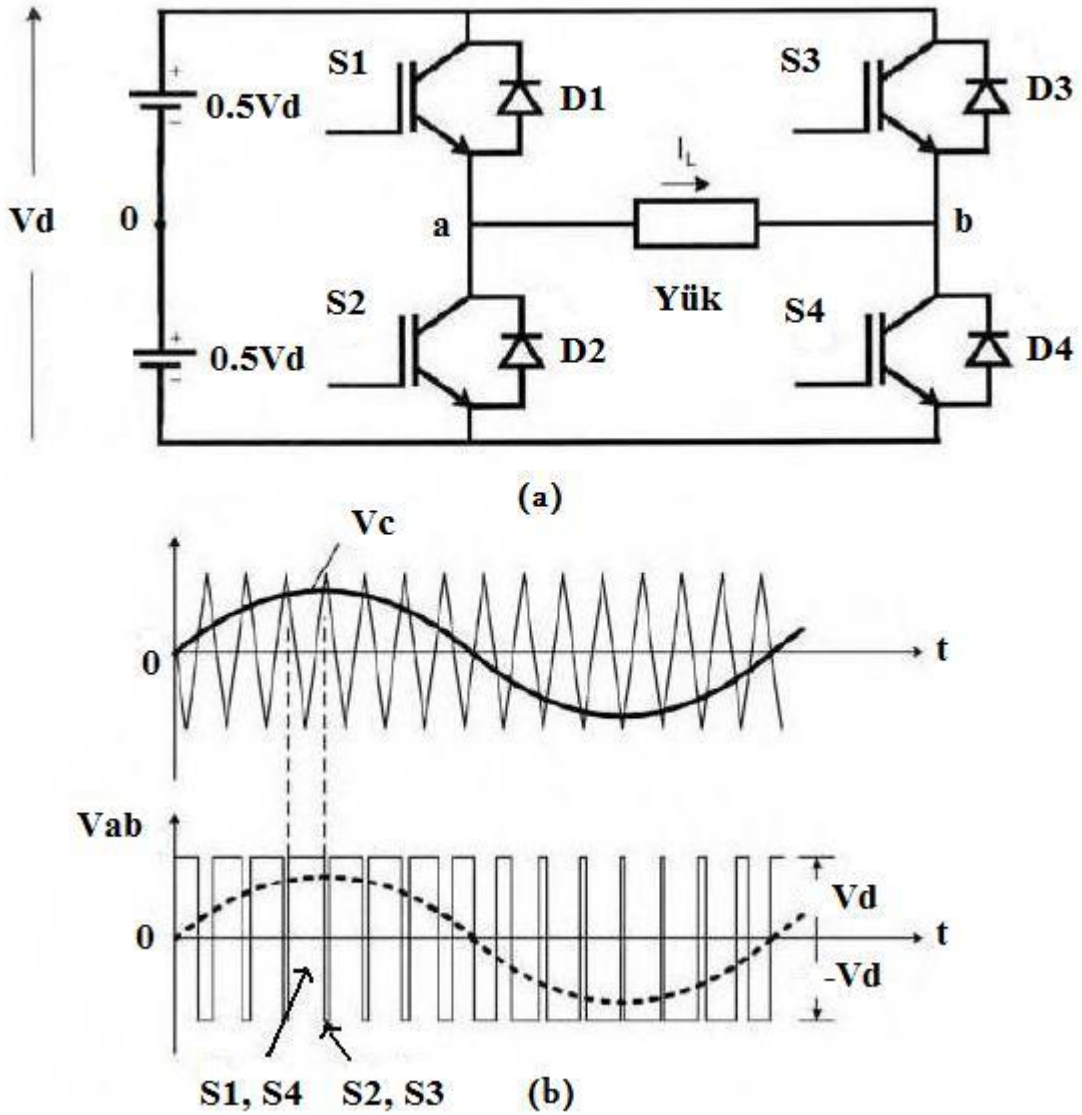 S1
D1
S3
D3
+
0.5Vd
−
I_L
Vd
0
a
b
S2
Yük
S4
+
0.5Vd
−
D2
D4
(a)
Vc
0
t
Vab
Vd
0
t
-Vd
S1, S4
S2, S3
(b)